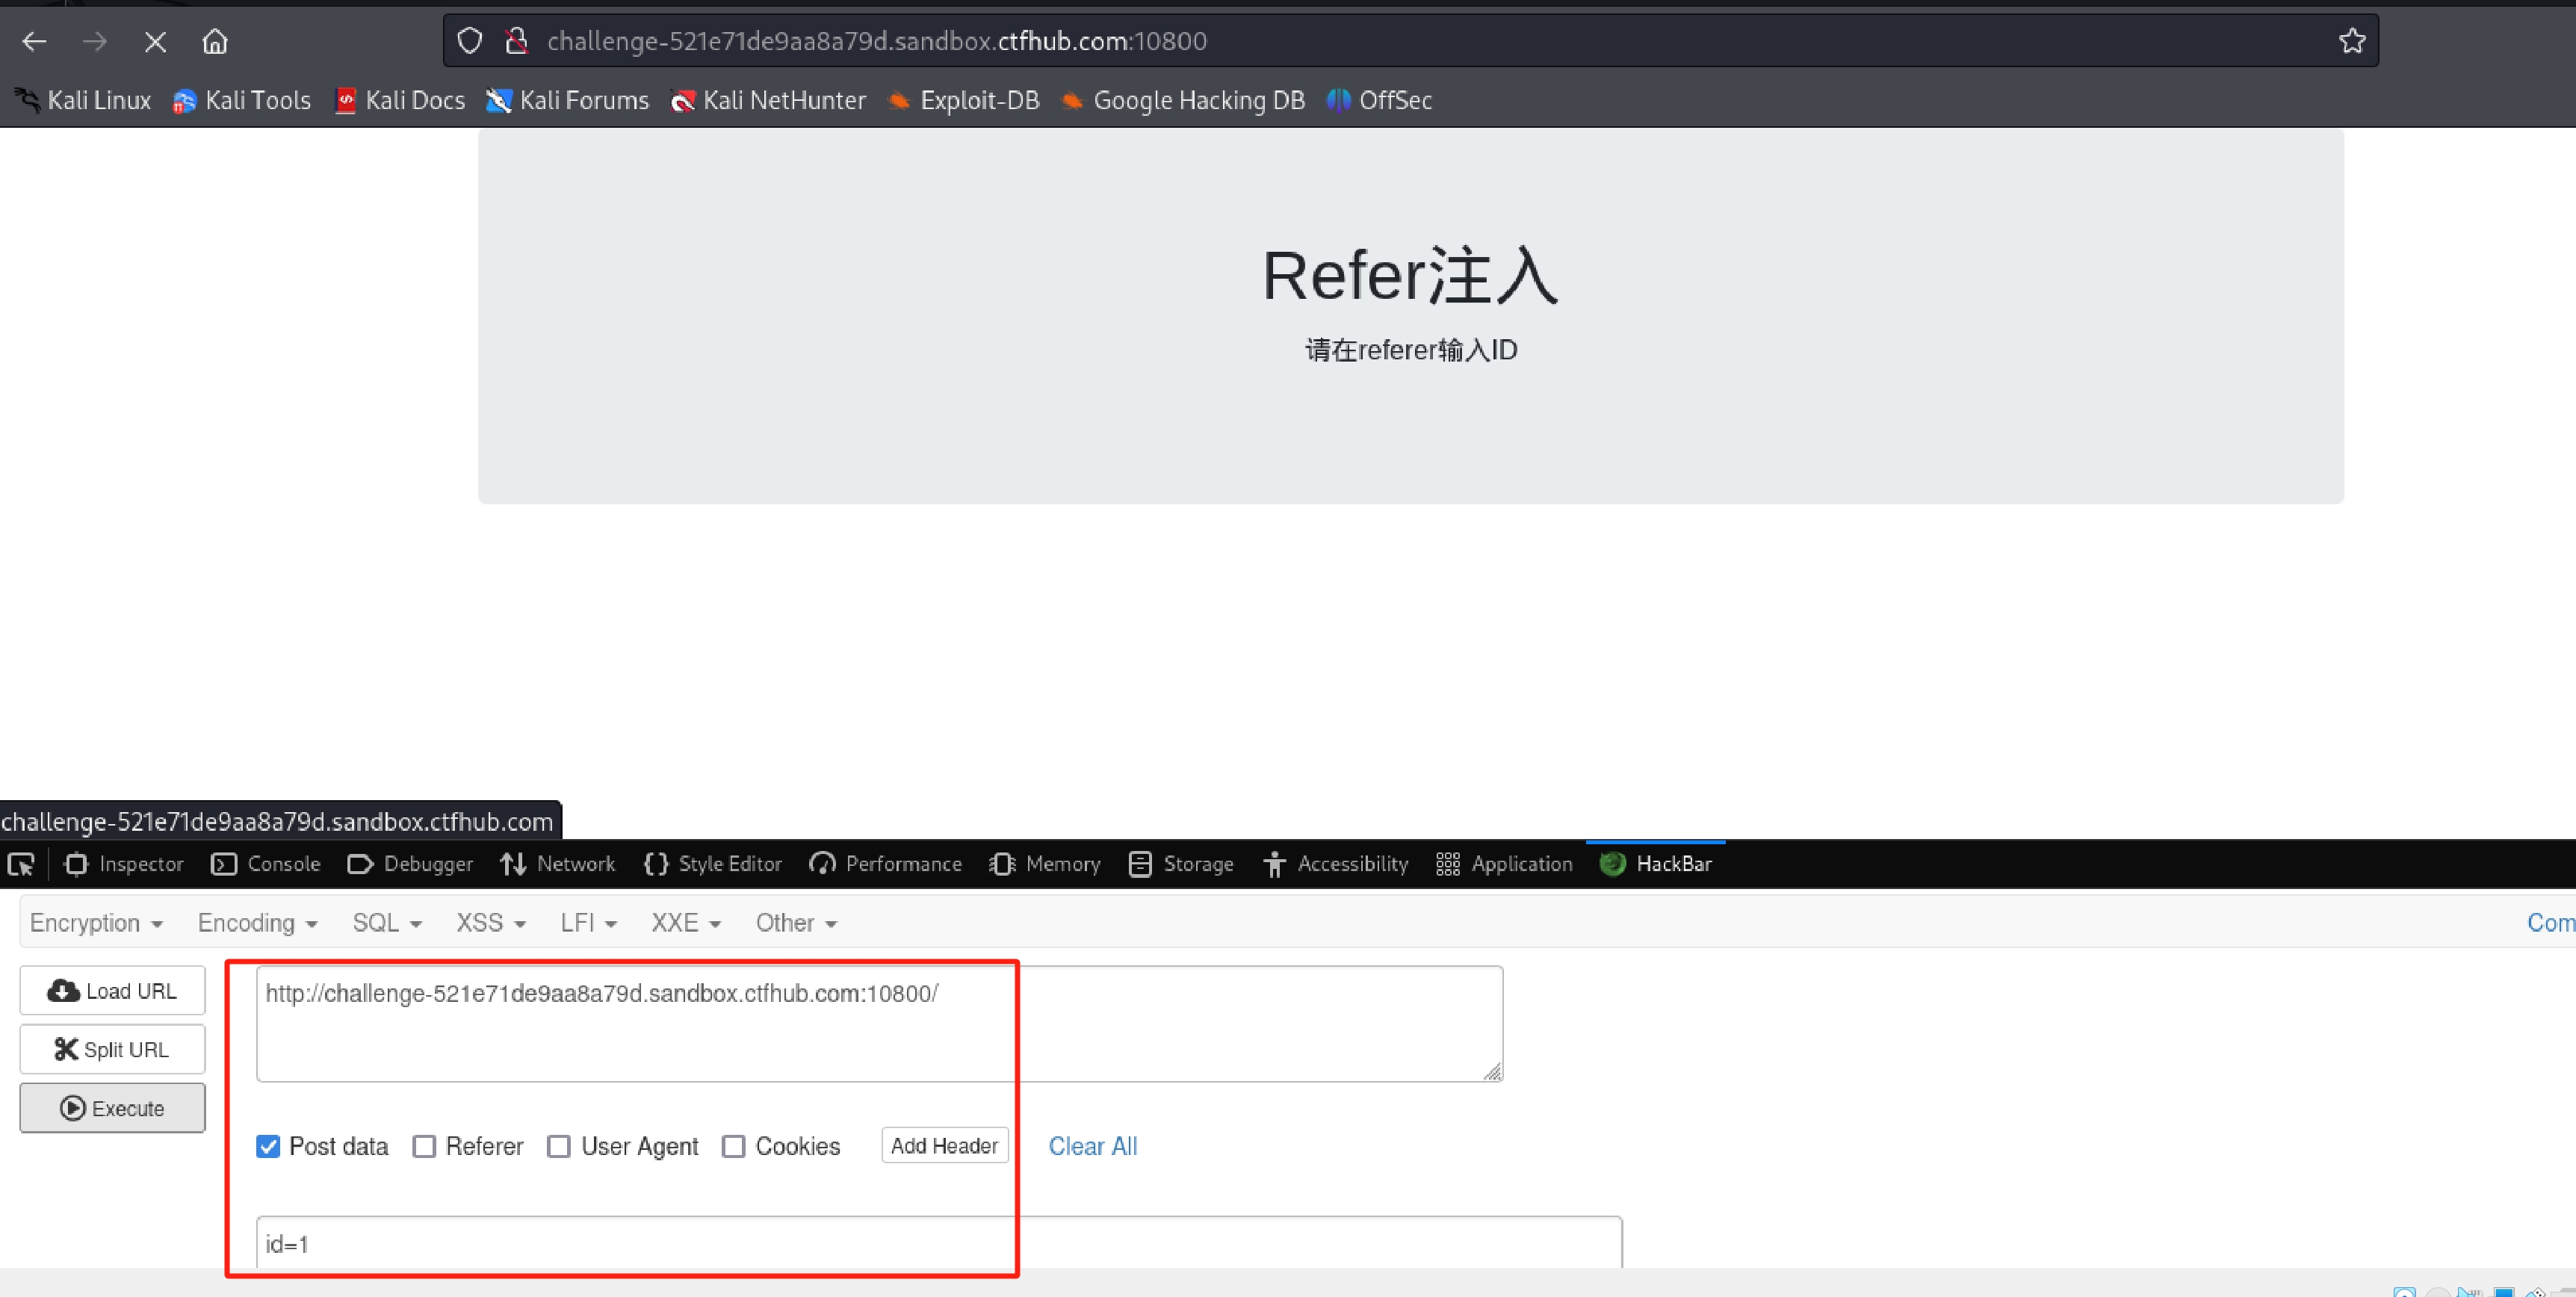 challenge-521e71de9aa8a79d.sandbox.ctfhub.com:10800
Kali Linux Kali Tools Kali Docs Kali Forums Kali NetHunter Exploit-DB Google Hacking DB OffSec
Refer注入
请在referer输入ID
challenge-521e71de9aa8a79d.sandbox.ctfhub.com
Inspector Console Debugger Network Style Editor Performance Memory Storage Accessibility Application HackBar
Encryption Encoding SQL XSS LFI XXE Other Com
Load URL
http://challenge-521e71de9aa8a79d.sandbox.ctfhub.com:10800/
Split URL
Execute
Post data Referer User Agent Cookies Add Header Clear All
id=1